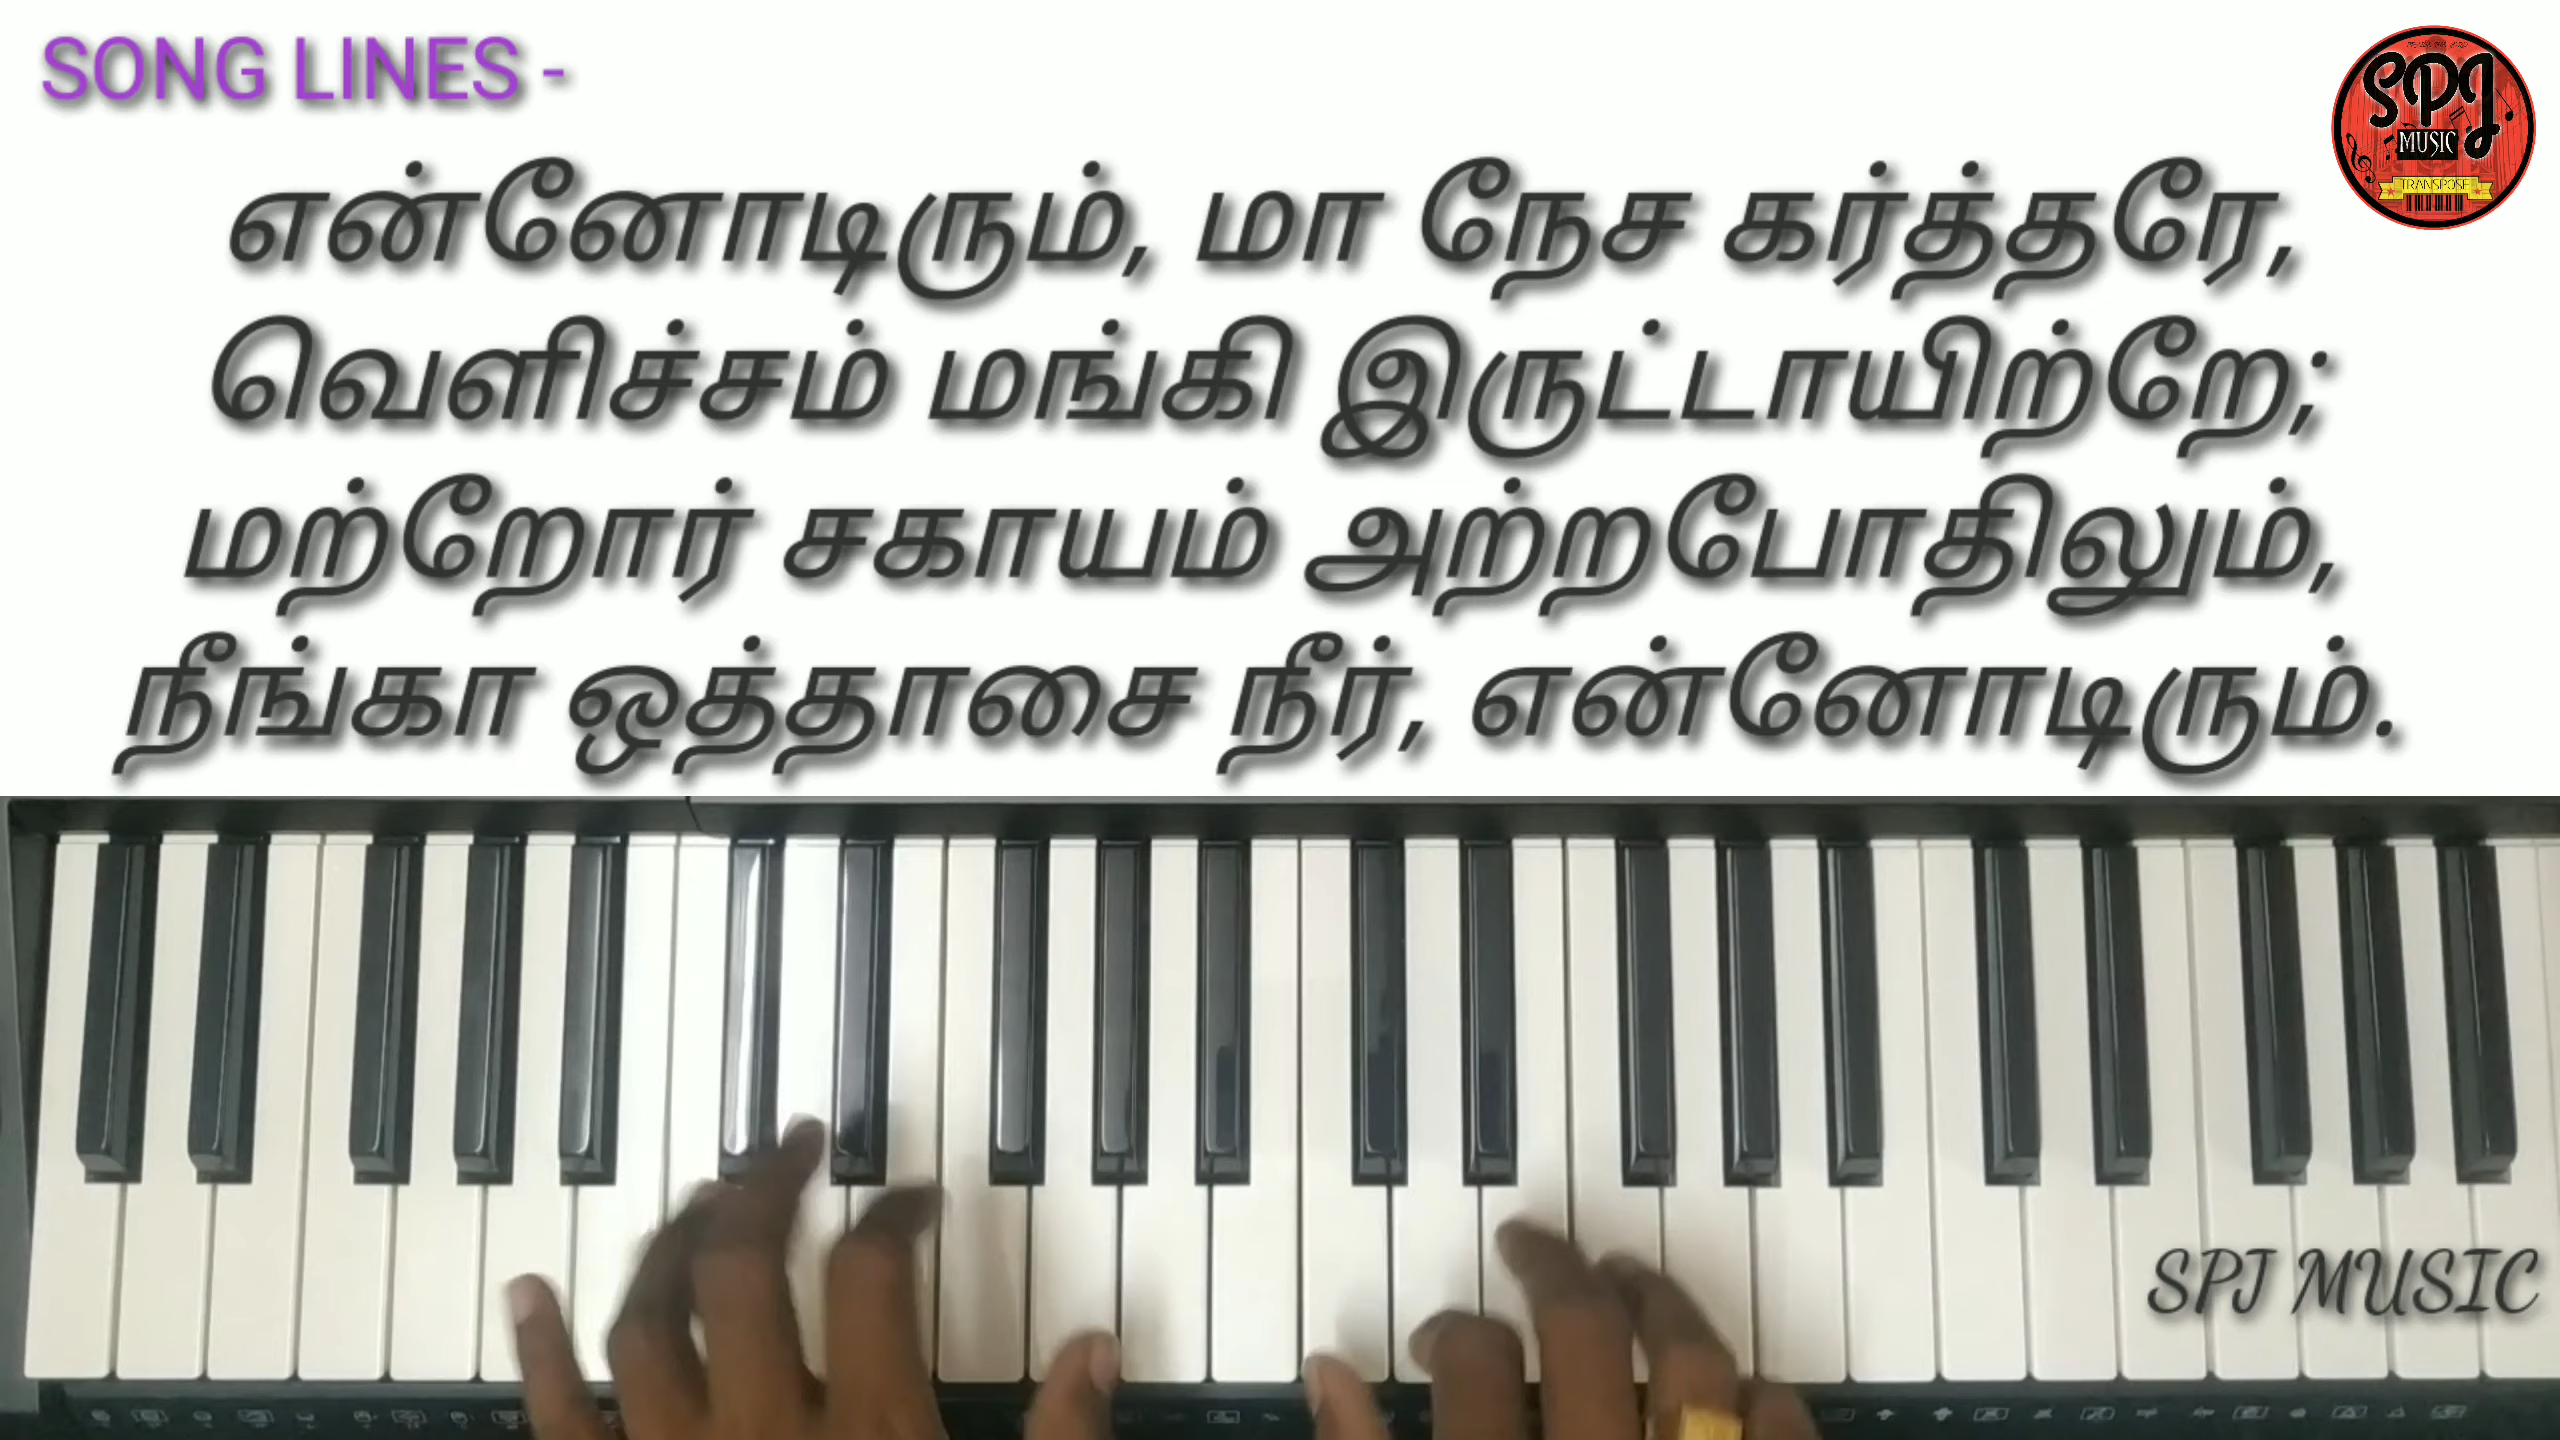 SONG LINES -
SPJ
MUSIC
TRANSPOSE
என்னோடிரும், மா நேச கர்த்தரே,
வெளிச்சம் மங்கி இருட்டாயிற்றே;
மற்றோர் சகாயம் அற்றபோதிலும்,
நீங்கா ஒத்தாசை நீர், என்னோடிரும்.
SPJ MUSIC